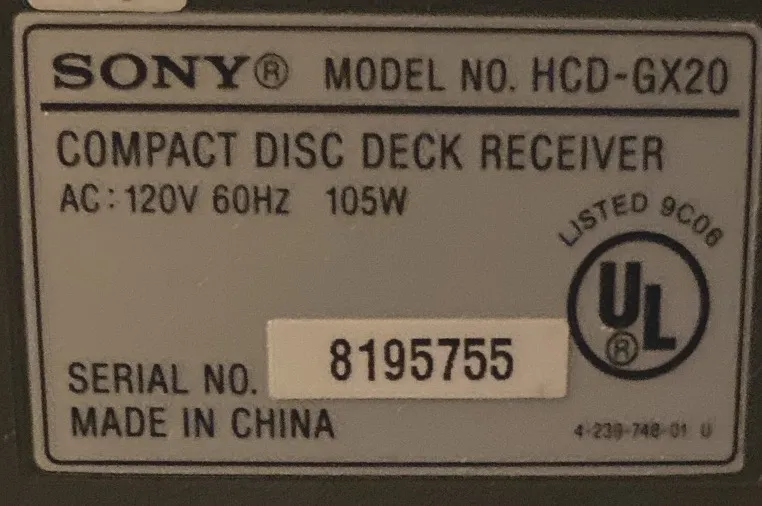 SONY® MODEL NO. HCD-GX20
COMPACT DISC DECK RECEIVER
AC: 120V 60HZ 105W
LISTED 9C06
UL®
SERIAL NO. 8195755
MADE IN CHINA
4-239-748-01 U